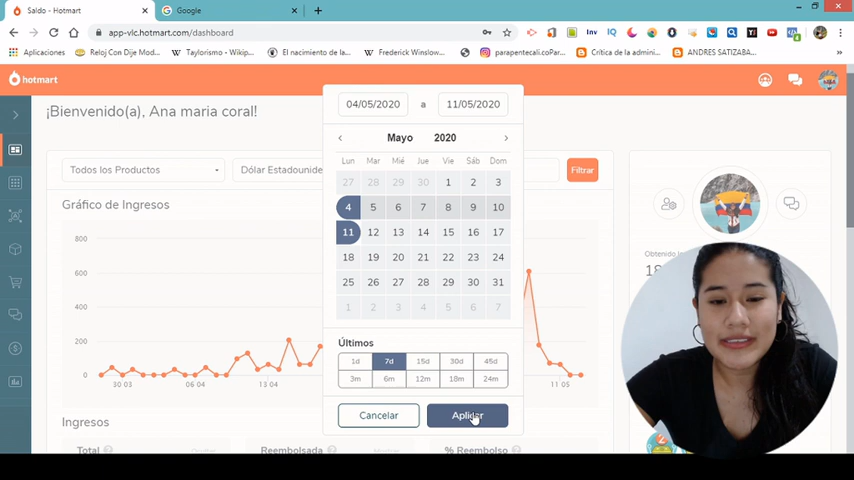 Saldo - Hotmart
Google
app-vlc.hotmart.com/dashboard
Aplicaciones
Reloj Con Dije Mod...
Taylorismo - Wikip...
El nacimiento de la...
Frederick Winslow...
parapentecali.coPar...
Crítica de la admini...
ANDRES SATIZABA...
Inv
hotmart
¡Bienvenido(a), Ana maria coral!
Todos los Productos
Dólar Estadounide
Filtrar
Gráfico de Ingresos
800
600
400
200
0
30 03
06 04
13 04
11 05
04/05/2020 a 11/05/2020
Mayo 2020
Lun Mar Mié Jue Vie Sáb Dom
27 28 29 30 1 2 3
4 5 6 7 8 9 10
11 12 13 14 15 16 17
18 19 20 21 22 23 24
25 26 27 28 29 30 31
1 2 3 4 5 6 7
Últimos
1d 7d 15d 30d 45d
3m 6m 12m 18m 24m
Cancelar
Aplicar
Obtenido
18
Ingresos
Total
Reembolsada
% Reembolso